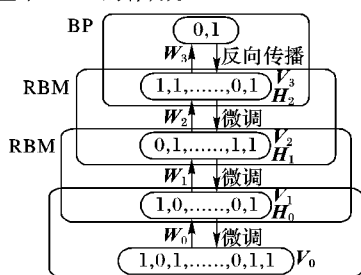 BP
0,1
W3
反向传播
RBM
1,1,……,0,1
V3
H2
W2
微调
RBM
0,1,……,1,1
V2
H1
W1
微调
1,0,……,0,1
V1
H0
W0
微调
1,0,1,……,0,1,1
V0